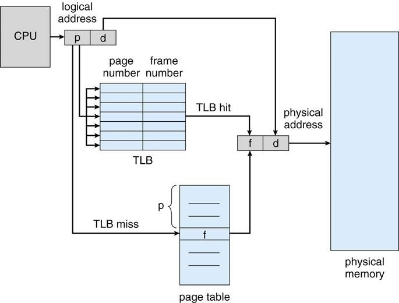 logical
address
CPU
p d
page
number
frame
number
TLB hit
physical
address
f d
TLB
p
TLB miss
f
physical
memory
page table